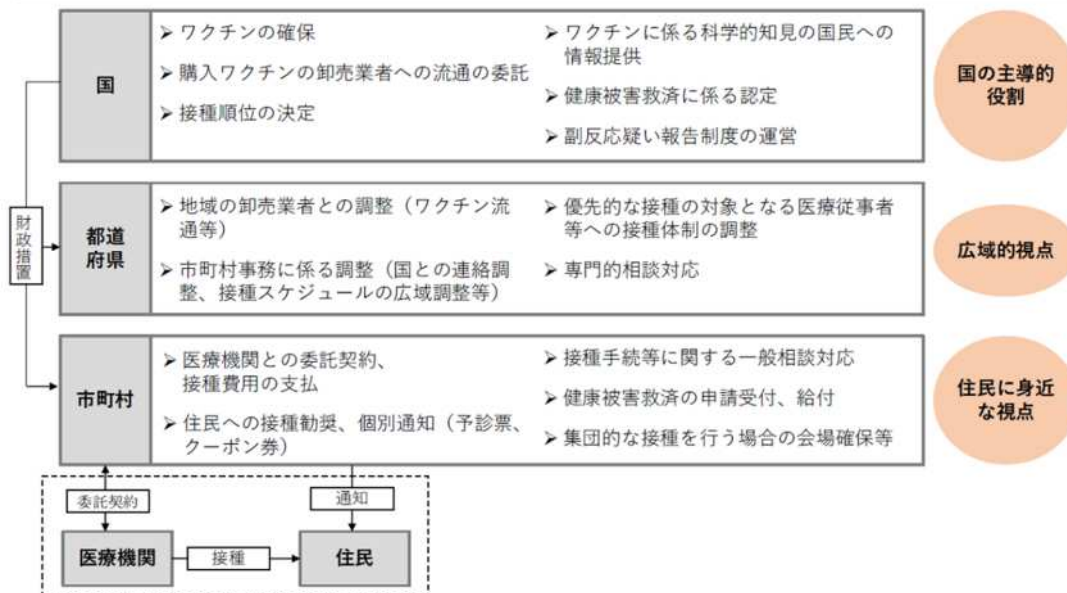 国
➤ ワクチンの確保
➤ 購入ワクチンの卸売業者への流通の委託
➤ 接種順位の決定
➤ ワクチンに係る科学的知見の国民への
情報提供
➤ 健康被害救済に係る認定
➤ 副反応疑い報告制度の運営
国の主導的
役割
財政措置
都道
府県
➤ 地域の卸売業者との調整（ワクチン流
通等）
➤ 市町村事務に係る調整（国との連絡調
整、接種スケジュールの広域調整等）
➤ 優先的な接種の対象となる医療従事者
等への接種体制の調整
➤ 専門的相談対応
広域的視点
市町村
➤ 医療機関との委託契約、
接種費用の支払
➤ 住民への接種勧奨、個別通知（予診票、
クーポン券）
➤ 接種手続等に関する一般相談対応
➤ 健康被害救済の申請受付、給付
➤ 集団的な接種を行う場合の会場確保等
住民に身近
な視点
委託契約
通知
医療機関
接種
住民